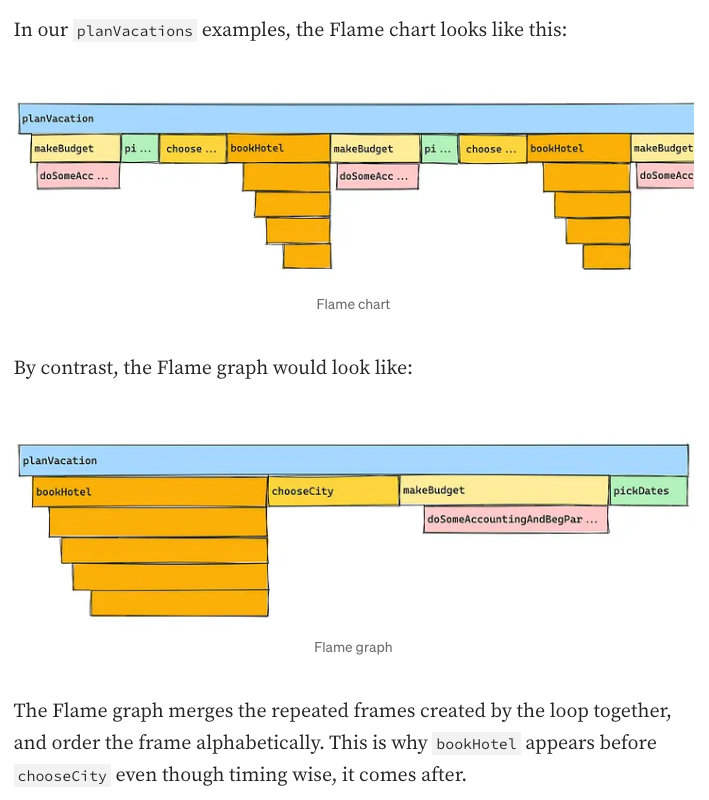 In our planVacations examples, the Flame chart looks like this:
planVacation
makeBudget pi ... choose ... bookHotel makeBudget pi ... choose ... bookHotel makeBudget
doSomeAcc ... doSomeAcc ... doSomeAcc
Flame chart
By contrast, the Flame graph would look like:
planVacation
bookHotel chooseCity makeBudget pickDates
doSomeAccountingAndBegPar ...
Flame graph
The Flame graph merges the repeated frames created by the loop together,
and order the frame alphabetically. This is why bookHotel appears before
chooseCity even though timing wise, it comes after.